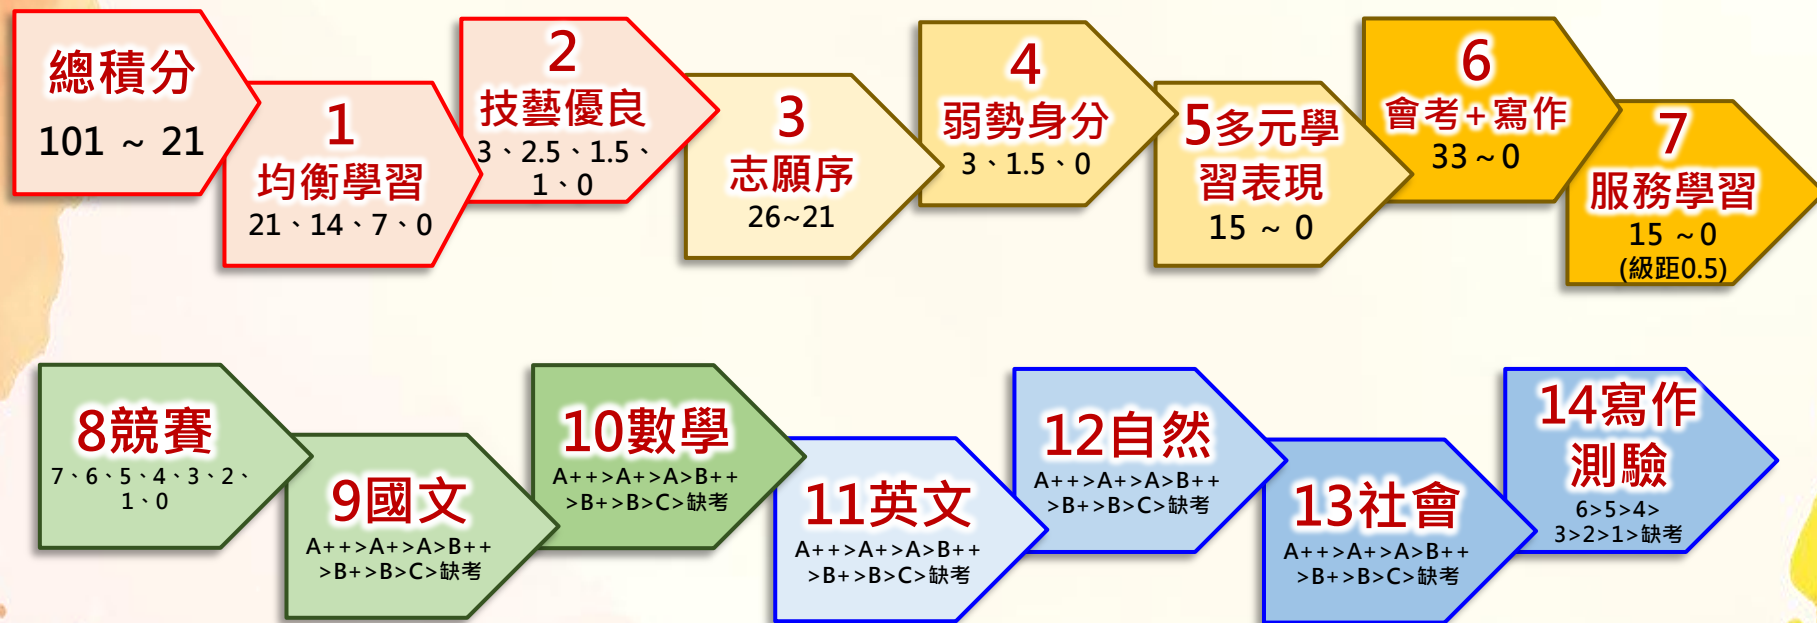 總積分
101 ~ 21
1
均衡學習
21、14、7、0
2
技藝優良
3、2.5、1.5、
1、0
3
志願序
26~21
4
弱勢身分
3、1.5、0
5多元學
習表現
15 ~ 0
6
會考+寫作
33~0
7
服務學習
15 ~0
(級距0.5)
8競賽
7、6、5、4、3、2、
1、0
9國文
A++>A+>A>B++
>B+>B>C>缺考
10數學
A++>A+>A>B++
>B+>B>C>缺考
11英文
A++>A+>A>B++
>B+>B>C>缺考
12自然
A++>A+>A>B++
>B+>B>C>缺考
13社會
A++>A+>A>B++
>B+>B>C>缺考
14寫作
測驗
6>5>4>
3>2>1>缺考